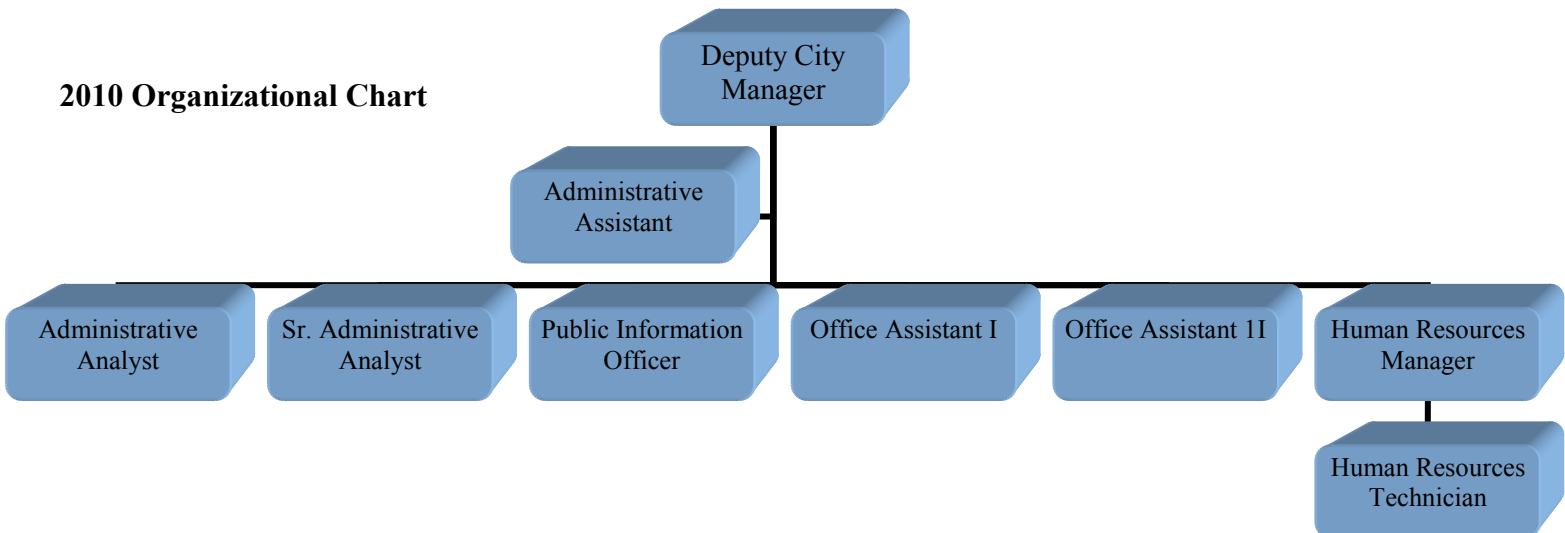 Deputy City
Manager
2010 Organizational Chart
Administrative
Assistant
Administrative
Analyst
Sr. Administrative
Analyst
Public Information
Officer
Office Assistant I
Office Assistant 1I
Human Resources
Manager
Human Resources
Technician